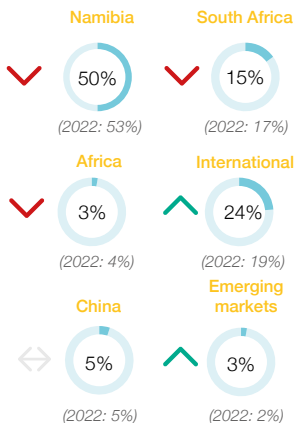 Namibia
South Africa
50%
15%
(2022: 53%)
(2022: 17%)
Africa
International
3%
24%
(2022: 4%)
(2022: 19%)
China
Emerging
markets
5%
3%
(2022: 5%)
(2022: 2%)